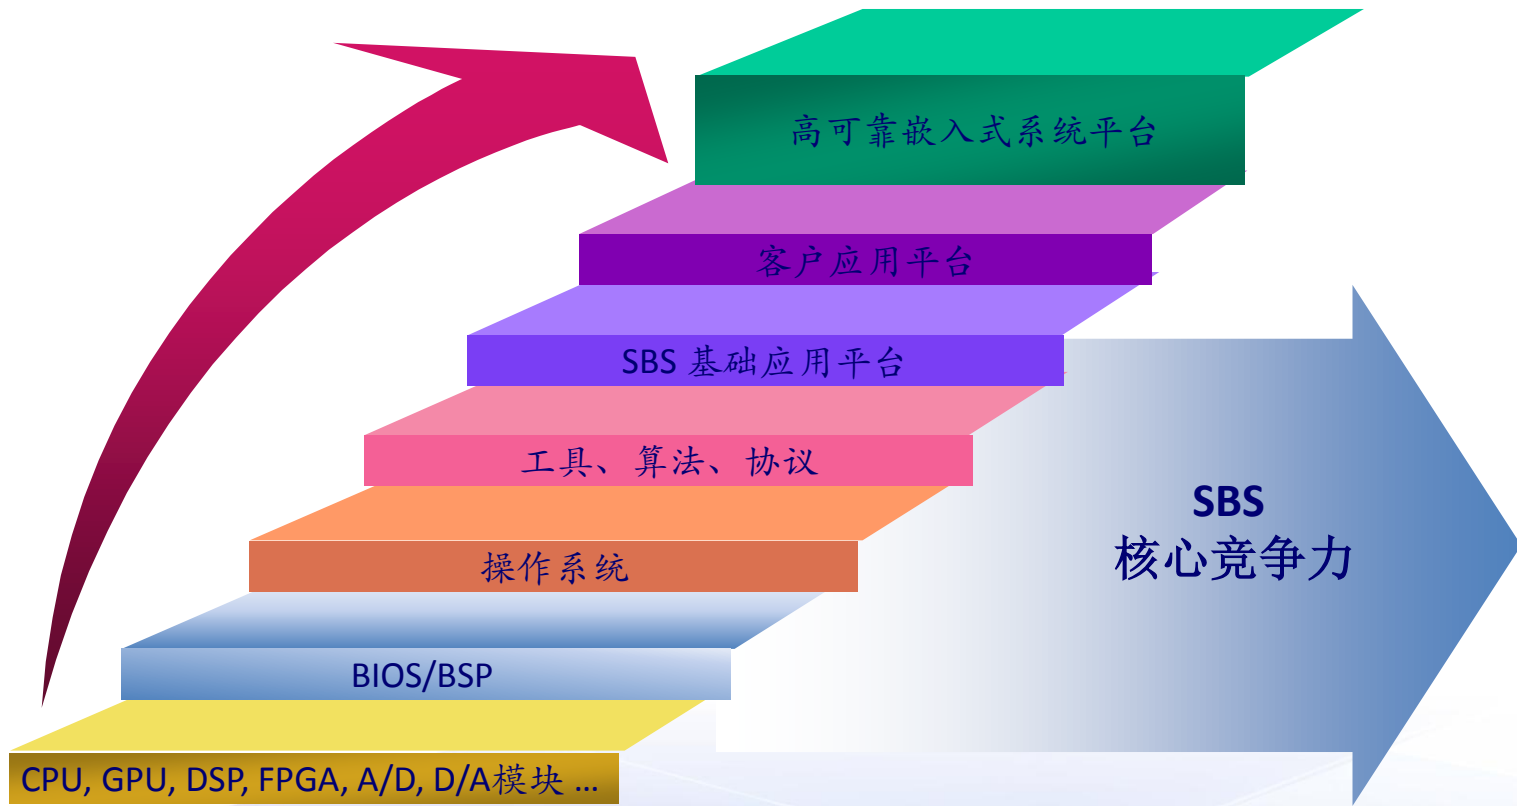 高可靠嵌入式系统平台
客户应用平台
SBS 基础应用平台
工具、算法、协议
SBS
核心竞争力
操作系统
BIOS/BSP
CPU, GPU, DSP, FPGA, A/D, D/A模块 ...